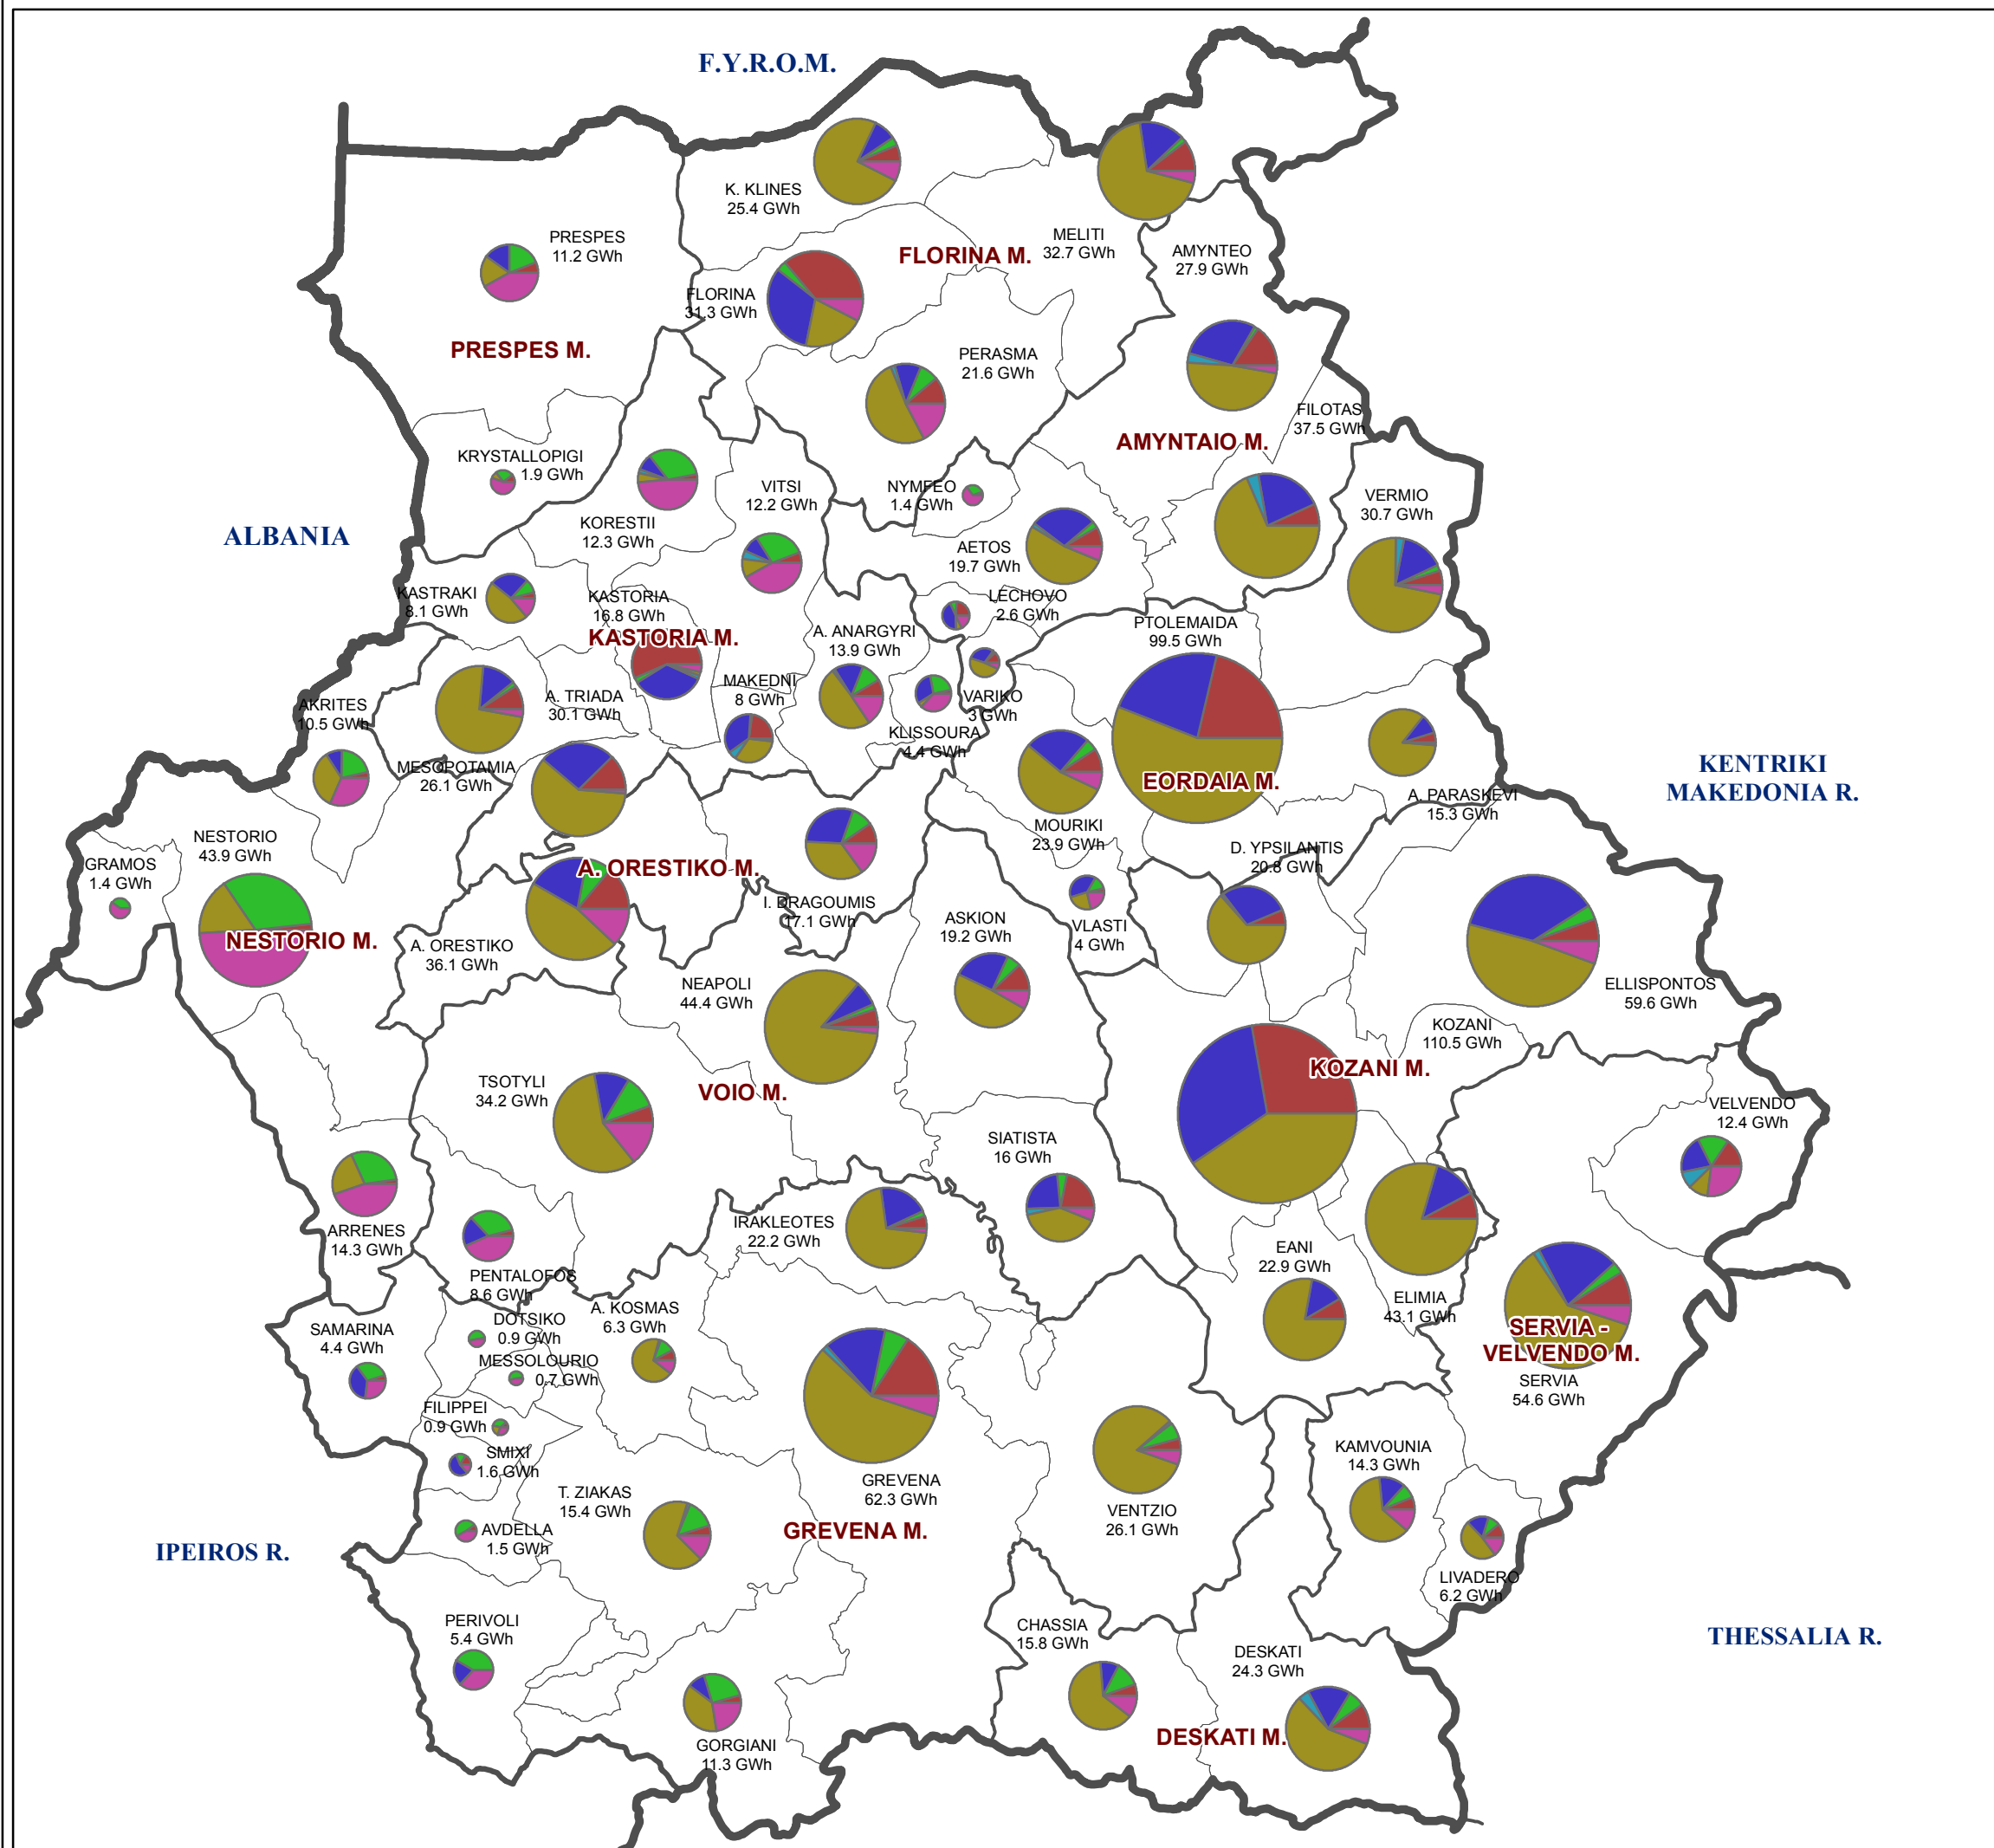 F.Y.R.O.M.
K. KLINES
25.4 GWh
PRESPES
11.2 GWh
MELITI
32.7 GWh
AMYNTEO
27.9 GWh
FLORINA M.
FLORINA
31.3 GWh
PRESPES M.
PERASMA
21.6 GWh
FILOTAS
37.5 GWh
AMYNTAIO M.
KRYSTALLOPIGI
1.9 GWh
VITSI
12.2 GWh
NYMFEO
1.4 GWh
VERMIO
30.7 GWh
ALBANIA
KORESTII
12.3 GWh
AETOS
19.7 GWh
KASTRAKI
8.1 GWh
KASTORIA
16.8 GWh
KASTORIA M.
LECHOVO
2.6 GWh
A. ANARGYRI
13.9 GWh
PTOLEMAIDA
99.5 GWh
MAKEDNI
8 GWh
VARIKO
3 GWh
A. TRIADA
30.1 GWh
AKRITES
10.5 GWh
KLISSOURA
4.4 GWh
MESOPOTAMIA
26.1 GWh
EORDAIA M.
KENTRIKI
MAKEDONIA R.
A. PARASKEVI
15.3 GWh
MOURIKI
23.9 GWh
NESTORIO
43.9 GWh
GRAMOS
1.4 GWh
D. YPSILANTIS
20.8 GWh
A. ORESTIKO M.
I. DRAGOUMIS
17.1 GWh
ASKION
19.2 GWh
VLASTI
4 GWh
NESTORIO M.
A. ORESTIKO
36.1 GWh
NEAPOLI
44.4 GWh
ELLISPONTOS
59.6 GWh
KOZANI
110.5 GWh
KOZANI M.
TSOTYLI
34.2 GWh
VOIO M.
VELVENDO
12.4 GWh
SIATISTA
16 GWh
ARRENES
14.3 GWh
IRAKLEOTES
22.2 GWh
EANI
22.9 GWh
PENTALOFOS
8.6 GWh
ELIMIA
43.1 GWh
A. KOSMAS
6.3 GWh
DOTSIKO
0.9 GWh
SAMARINA
4.4 GWh
SERVIA -
VELVENDO M.
SERVIA
54.6 GWh
MESSOLOURIO
0.7 GWh
FILIPPEI
0.9 GWh
SMIXI
1.6 GWh
KAMVOUNIA
14.3 GWh
GREVENA
62.3 GWh
T. ZIAKAS
15.4 GWh
VENTZIO
26.1 GWh
GREVENA M.
AVDELLA
1.5 GWh
IPEIROS R.
LIVADERO
6.2 GWh
PERIVOLI
5.4 GWh
CHASSIA
15.8 GWh
THESSALIA R.
DESKATI
24.3 GWh
DESKATI M.
GORGIANI
11.3 GWh